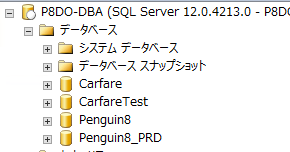 P8DO-DBA (SQL Server 12.0.4213.0 - P8DO
データベース
システム データベース
データベース スナップショット
Carfare
CarfareTest
Penguin8
Penguin8_PRD